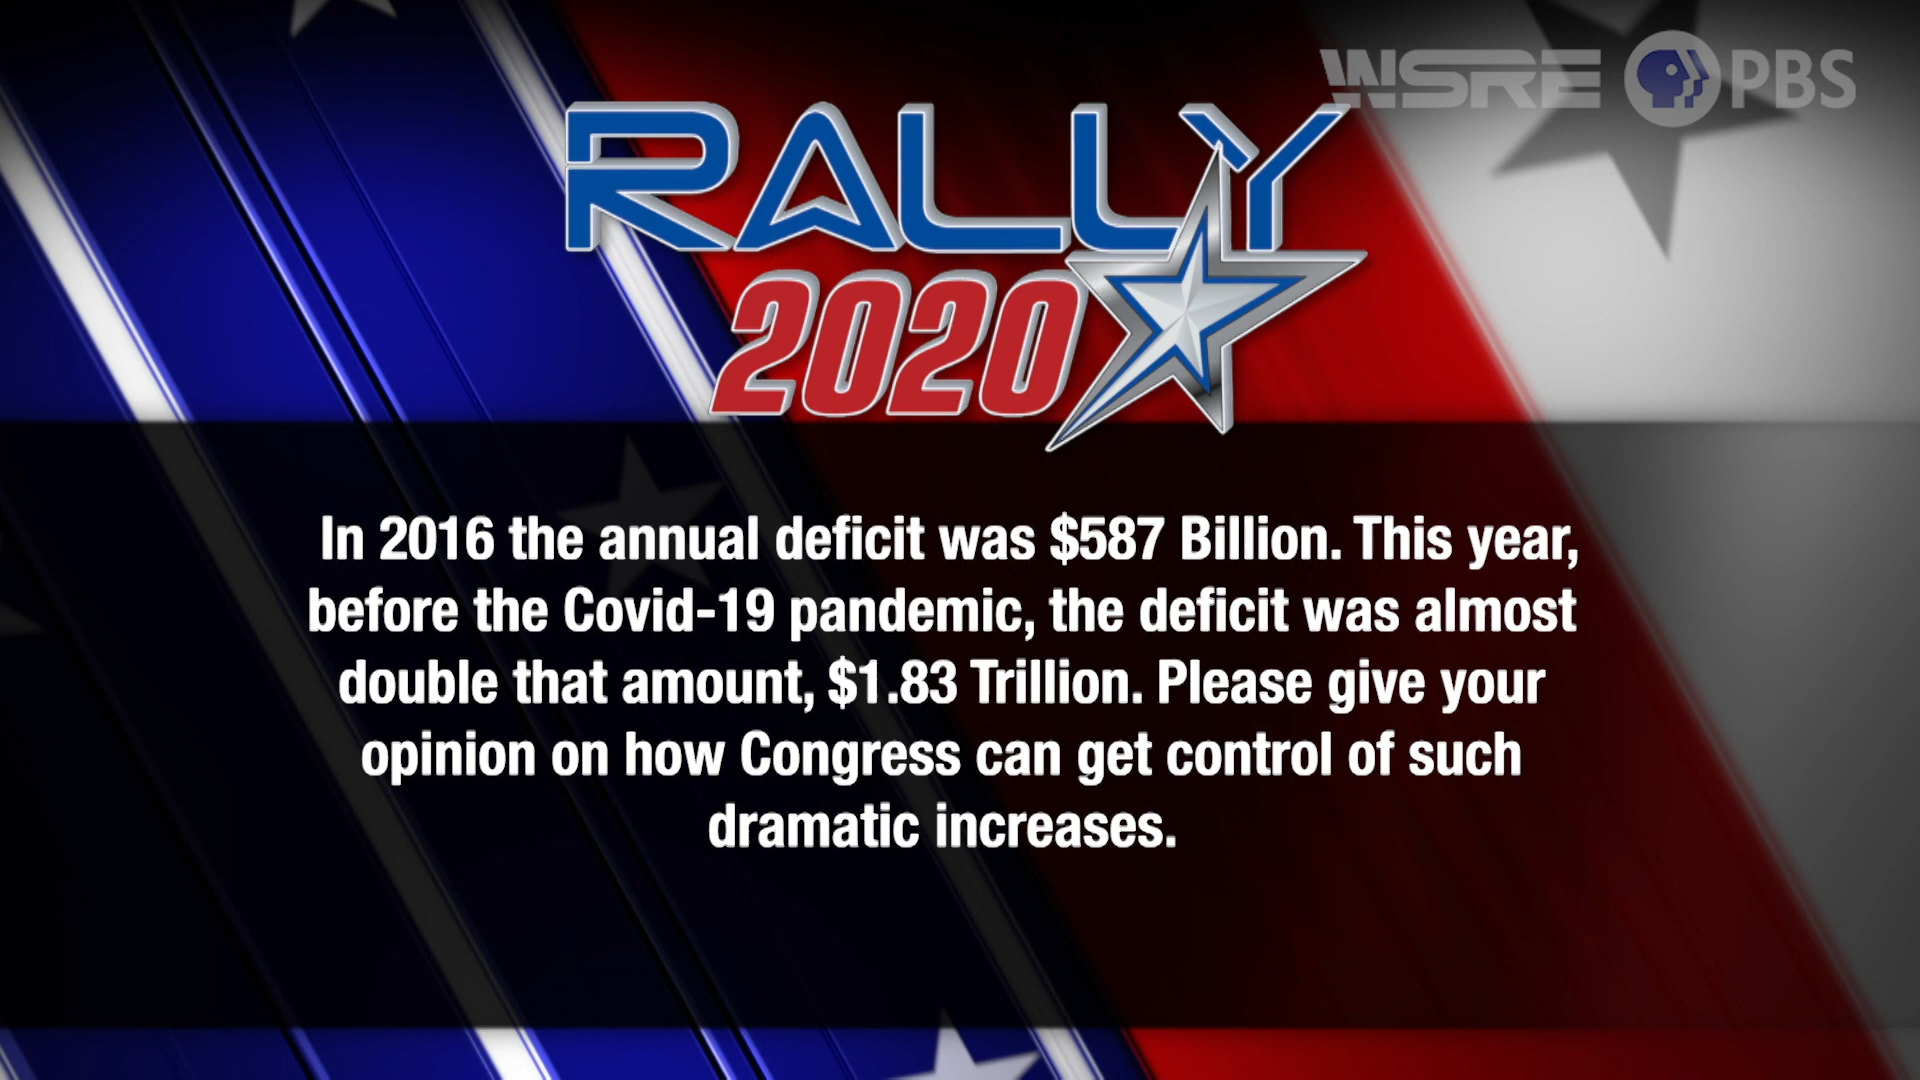 WSRE PBS
RALLY
2020
In 2016 the annual deficit was $587 Billion. This year,
before the Covid-19 pandemic, the deficit was almost
double that amount, $1.83 Trillion. Please give your
opinion on how Congress can get control of such
dramatic increases.